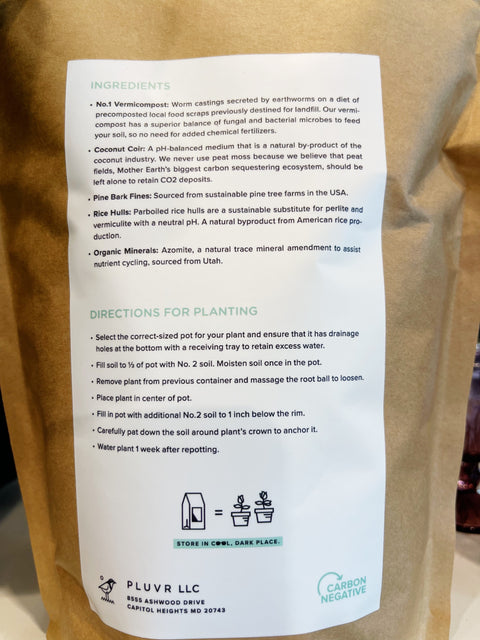 INGREDIENTS
• No.1 Vermicompost: Worm castings secreted by earthworms on a diet of
precomposted local food scraps previously destined for landfill. Our vermi-
compost has a superior balance of fungal and bacterial microbes to feed
your soil, so no need for added chemical fertilizers.
• Coconut Coir: A pH-balanced medium that is a natural by-product of the
coconut industry. We never use peat moss because we believe that peat
fields, Mother Earth's biggest carbon sequestering ecosystem, should be
left alone to retain CO2 deposits.
• Pine Bark Fines: Sourced from sustainable pine tree farms in the USA.
• Rice Hulls: Parboiled rice hulls are a sustainable substitute for perlite and
vermiculite with a neutral pH. A natural byproduct from American rice pro-
duction.
• Organic Minerals: Azomite, a natural trace mineral amendment to assist
nutrient cycling, sourced from Utah.
DIRECTIONS FOR PLANTING
• Select the correct-sized pot for your plant and ensure that it has drainage
holes at the bottom with a receiving tray to retain excess water.
• Fill soil to ⅓ of pot with No. 2 soil. Moisten soil once in the pot.
• Remove plant from previous container and massage the root ball to loosen.
• Place plant in center of pot.
• Fill in pot with additional No.2 soil to 1 inch below the rim.
• Carefully pat down the soil around plant's crown to anchor it.
• Water plant 1 week after repotting.
=
STORE IN COOL, DARK PLACE.
PLUVR LLC
8555 ASHWOOD DRIVE
CAPITOL HEIGHTS MD 20743
CARBON
NEGATIVE